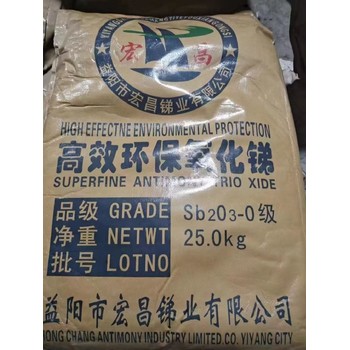 宏 昌
益阳市宏昌锑业有限公司
HIGH EFFECTNE ENVIRONMENTAL PROTECTION
高效环保氧化锑
SUPERFINE ANTIMONY TRIO XIDE
品级 GRADE Sb2O3-0级
净重 NETWT 25.0kg
批号 LOTNO
益阳市宏昌锑业有限公司
HONG CHANG ANTIMONY INDUSTRY LIMITED.CO. YIYANG CITY